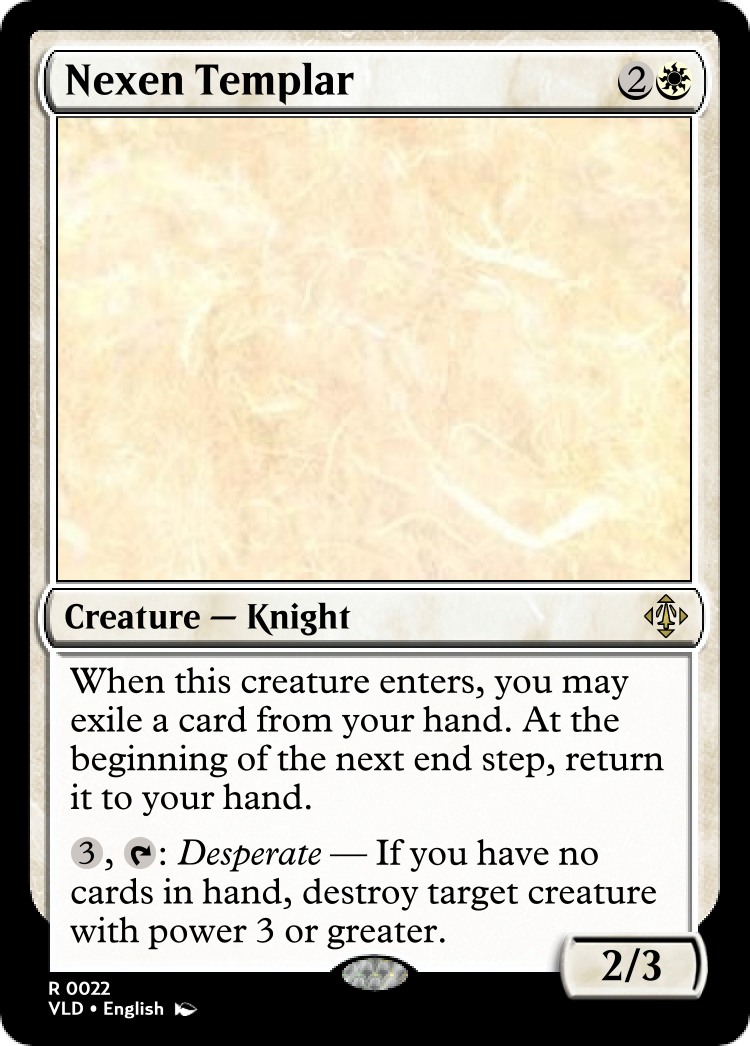 Nexen Templar 2
Creature — Knight
When this creature enters, you may
exile a card from your hand. At the
beginning of the next end step, return
it to your hand.
3, : Desperate — If you have no
cards in hand, destroy target creature
with power 3 or greater.
2/3
R 0022
VLD • English